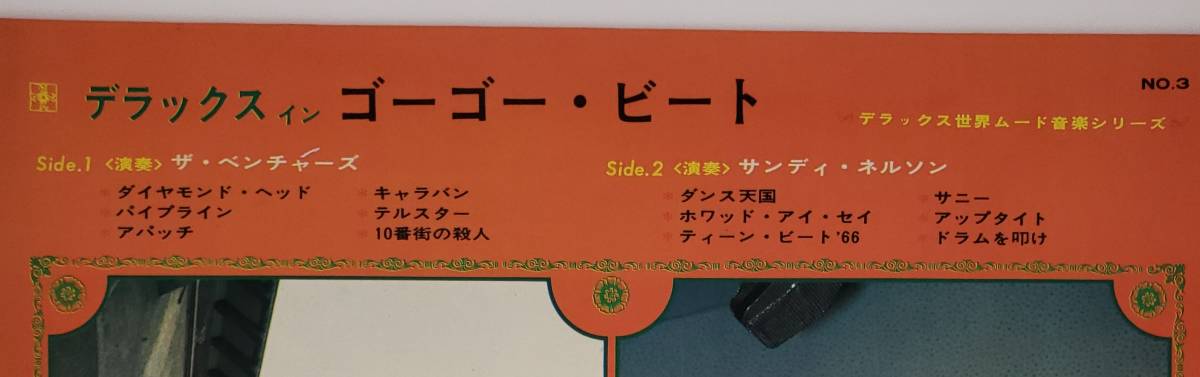 NO.3
デラックス イン ゴーゴー・ビート
デラックス世界ムード音楽シリーズ
Side.1 〈演奏〉 ザ・ベンチャーズ
ダイヤモンド・ヘッド
パイプライン
アパッチ
キャラバン
テルスター
10番街の殺人
Side.2 〈演奏〉 サンディ・ネルソン
ダンス天国
ホワッド・アイ・セイ
ティーン・ビート'66
サニー
アップタイト
ドラムを叩け